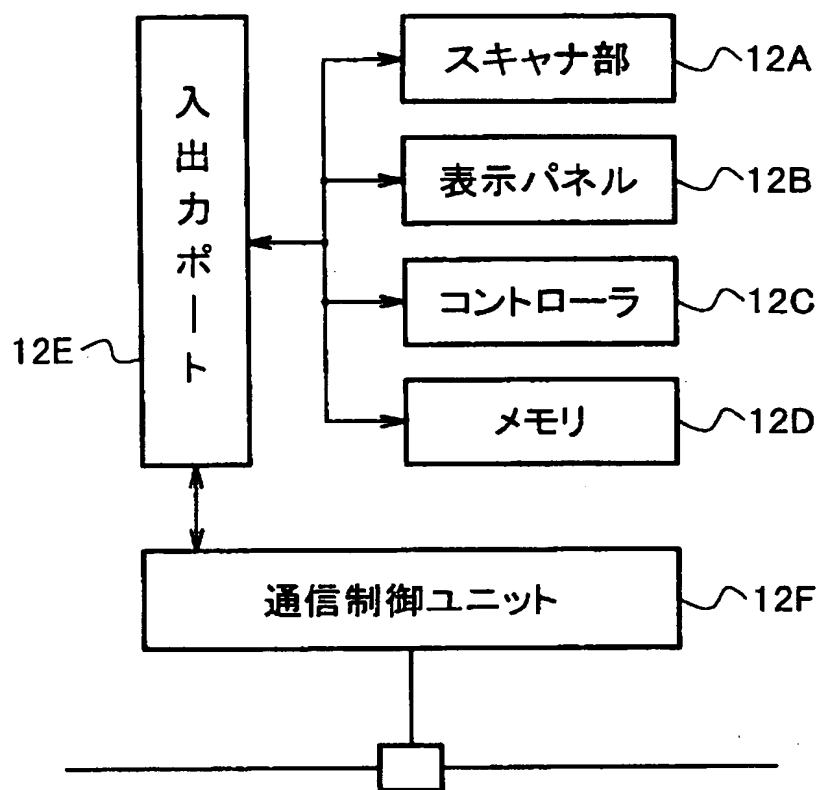 スキャナ部
12A
入出力ポート
表示パネル
12B
コントローラ
12C
12E
メモリ
12D
通信制御ユニット
12F